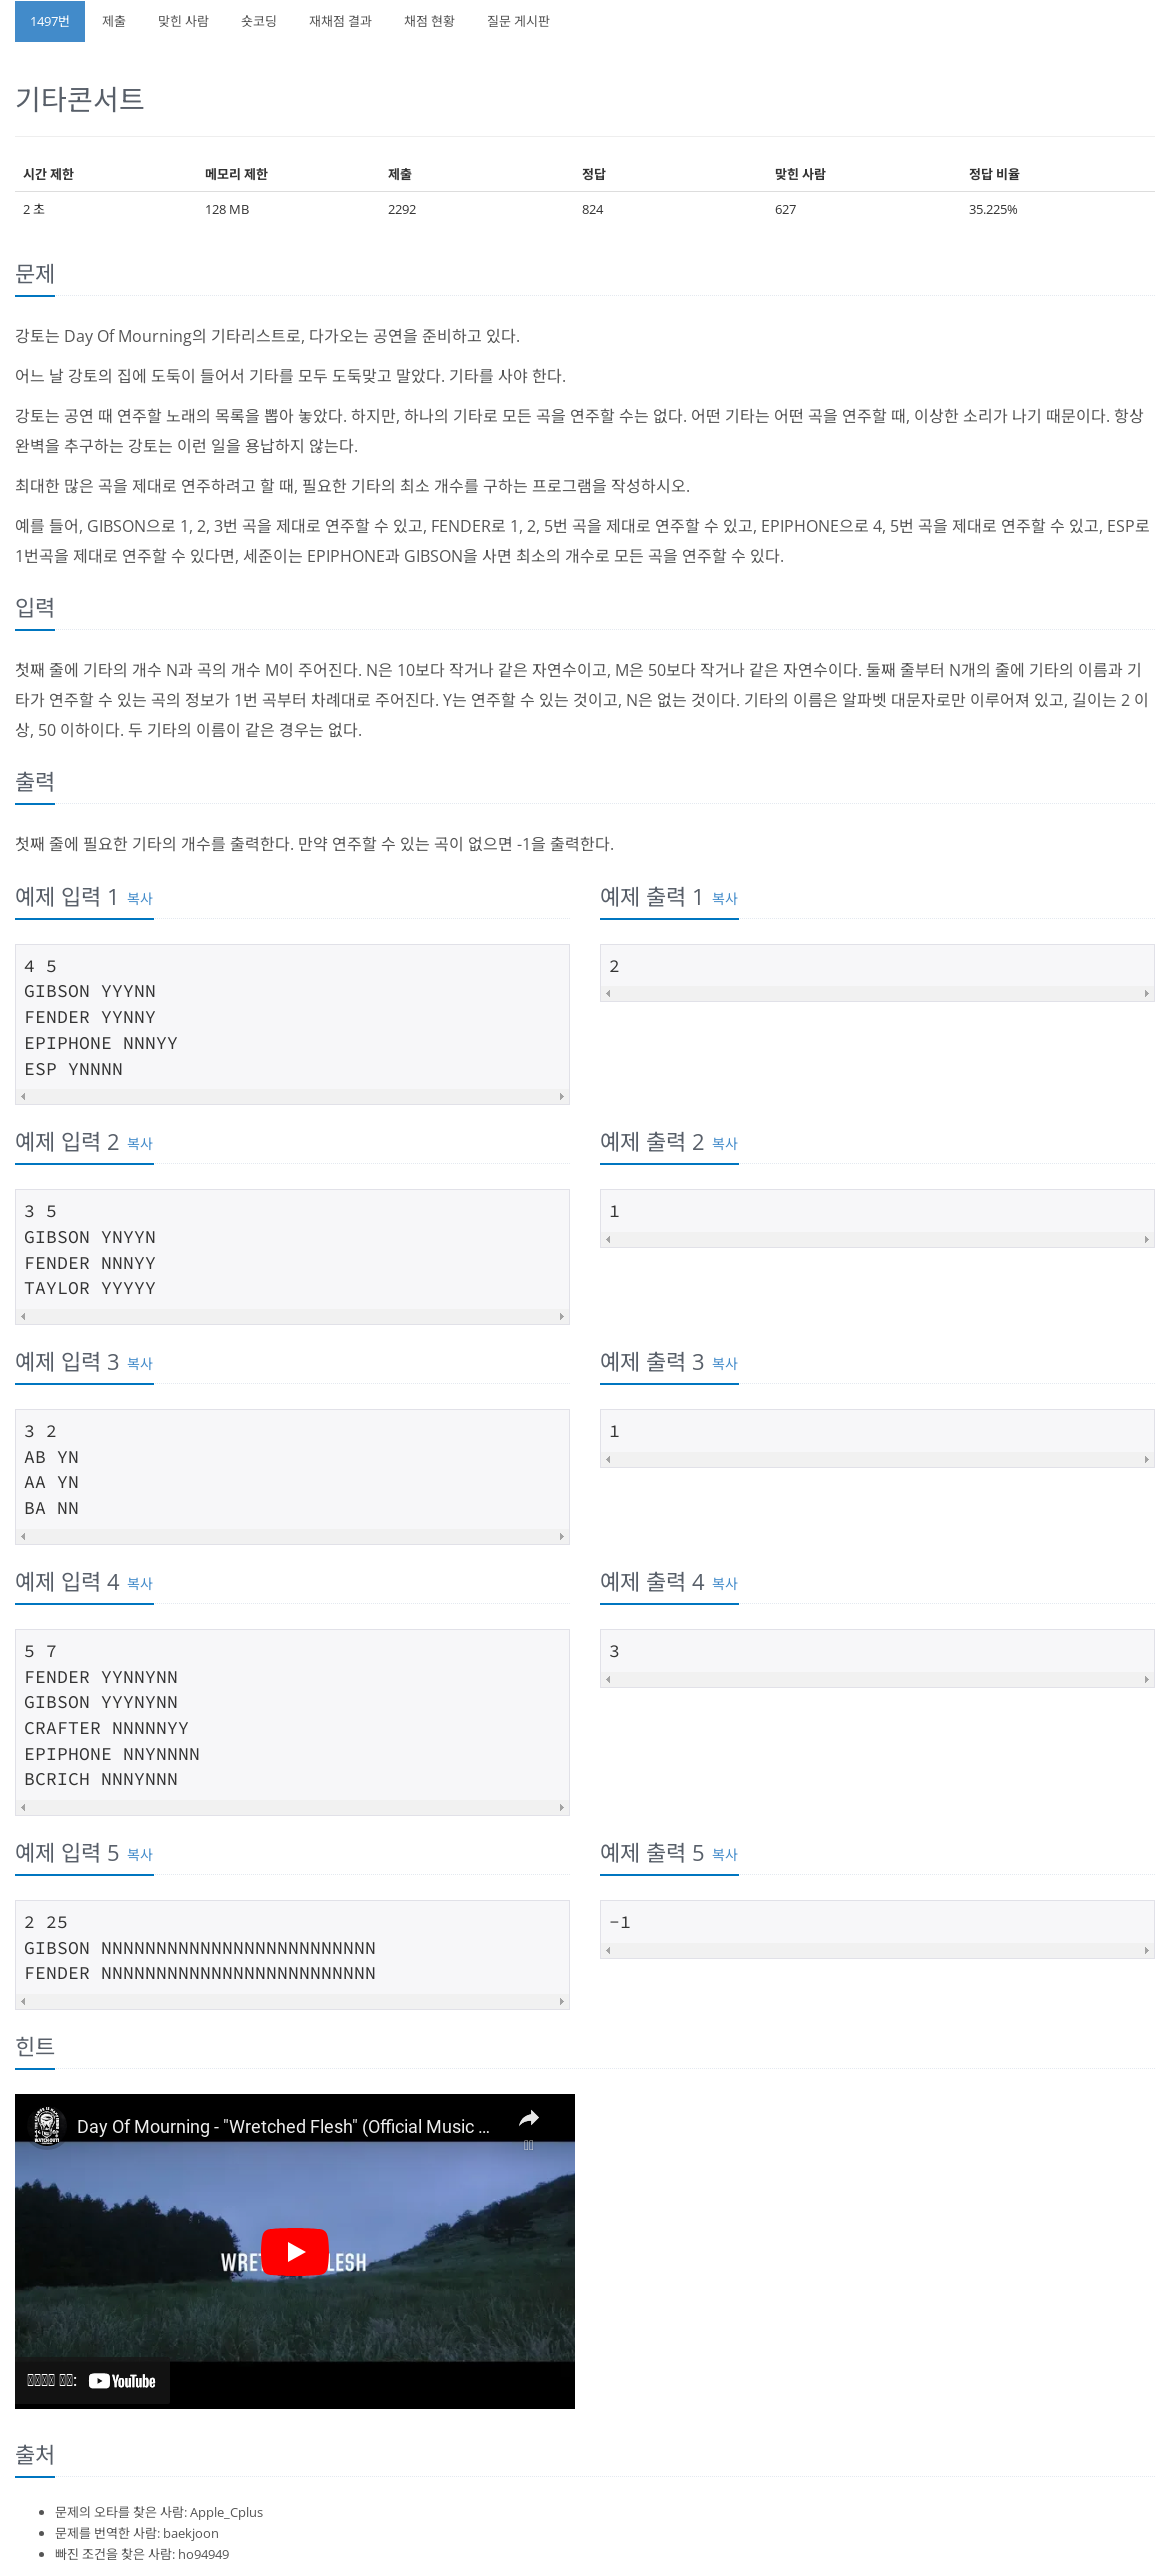 1497번 제출 맞힌 사람 숏코딩 재채점 결과 채점 현황 질문 게시판
기타콘서트
시간 제한 메모리 제한 제출 정답 맞힌 사람 정답 비율
2 초 128 MB 2292 824 627 35.225%
문제
강토는 Day Of Mourning의 기타리스트로, 다가오는 공연을 준비하고 있다.
어느 날 강토의 집에 도둑이 들어서 기타를 모두 도둑맞고 말았다. 기타를 사야 한다.
강토는 공연 때 연주할 노래의 목록을 뽑아 놓았다. 하지만, 하나의 기타로 모든 곡을 연주할 수는 없다. 어떤 기타는 어떤 곡을 연주할 때, 이상한 소리가 나기 때문이다. 항상
완벽을 추구하는 강토는 이런 일을 용납하지 않는다.
최대한 많은 곡을 제대로 연주하려고 할 때, 필요한 기타의 최소 개수를 구하는 프로그램을 작성하시오.
예를 들어, GIBSON으로 1, 2, 3번 곡을 제대로 연주할 수 있고, FENDER로 1, 2, 5번 곡을 제대로 연주할 수 있고, EPIPHONE으로 4, 5번 곡을 제대로 연주할 수 있고, ESP로
1번곡을 제대로 연주할 수 있다면, 세준이는 EPIPHONE과 GIBSON을 사면 최소의 개수로 모든 곡을 연주할 수 있다.
입력
첫째 줄에 기타의 개수 N과 곡의 개수 M이 주어진다. N은 10보다 작거나 같은 자연수이고, M은 50보다 작거나 같은 자연수이다. 둘째 줄부터 N개의 줄에 기타의 이름과 기
타가 연주할 수 있는 곡의 정보가 1번 곡부터 차례대로 주어진다. Y는 연주할 수 있는 것이고, N은 없는 것이다. 기타의 이름은 알파벳 대문자로만 이루어져 있고, 길이는 2 이
상, 50 이하이다. 두 기타의 이름이 같은 경우는 없다.
출력
첫째 줄에 필요한 기타의 개수를 출력한다. 만약 연주할 수 있는 곡이 없으면 -1을 출력한다.
예제 입력 1 복사
4 5
GIBSON YYYNN
FENDER YYNNY
EPIPHONE NNNYY
ESP YNNNN
예제 출력 1 복사
2
예제 입력 2 복사
3 5
GIBSON YNYYN
FENDER NNNYY
TAYLOR YYYYY
예제 출력 2 복사
1
예제 입력 3 복사
3 2
AB YN
AA YN
BA NN
예제 출력 3 복사
1
예제 입력 4 복사
5 7
FENDER YYNNYNN
GIBSON YYYNYNN
CRAFTER NNNNNYY
EPIPHONE NNYNNNN
BCRICH NNNYNNN
예제 출력 4 복사
3
예제 입력 5 복사
2 25
GIBSON NNNNNNNNNNNNNNNNNNNNNNNNN
FENDER NNNNNNNNNNNNNNNNNNNNNNNNN
예제 출력 5 복사
-1
힌트
Day Of Mourning - "Wretched Flesh" (Official Music ...
YouTube
출처
문제의 오타를 찾은 사람: Apple_Cplus
문제를 번역한 사람: baekjoon
빠진 조건을 찾은 사람: ho94949